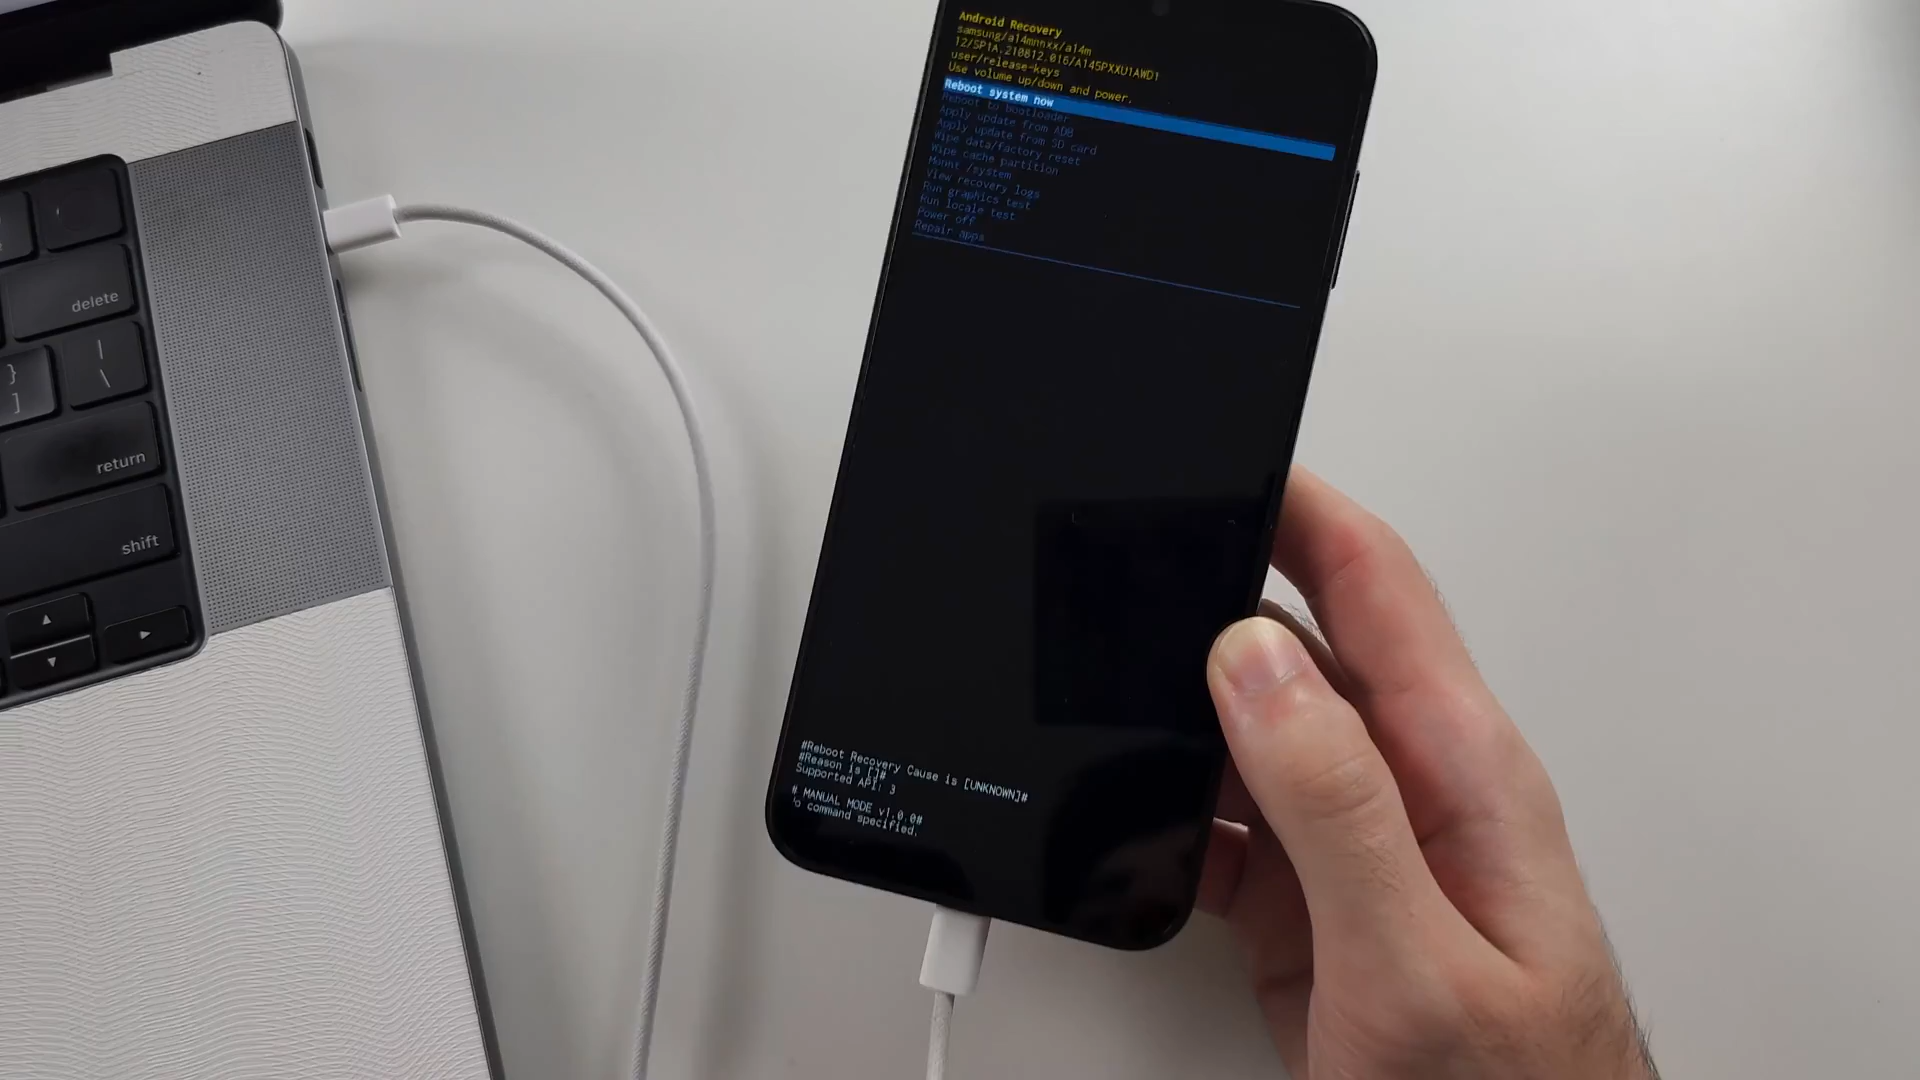 Android Recovery
samsung/a14mnnxx/a14m
12/SP1A.210812.016/A145PXXU1AWD1
user/release-keys
Use volume up/down and power.
Reboot system now
Reboot to bootloader
Apply update from ADB
Apply update from SD card
Wipe data/factory reset
Wipe cache partition
Mount /system
View recovery logs
Run graphics test
Run locale test
Power off
Repair apps
delete
}
]
|
\
return
shift
#Reboot Recovery Cause is [UNKNOWN]#
#Reason is []#
Supported API: 3
# MANUAL MODE v1.0.0#
o command specified.